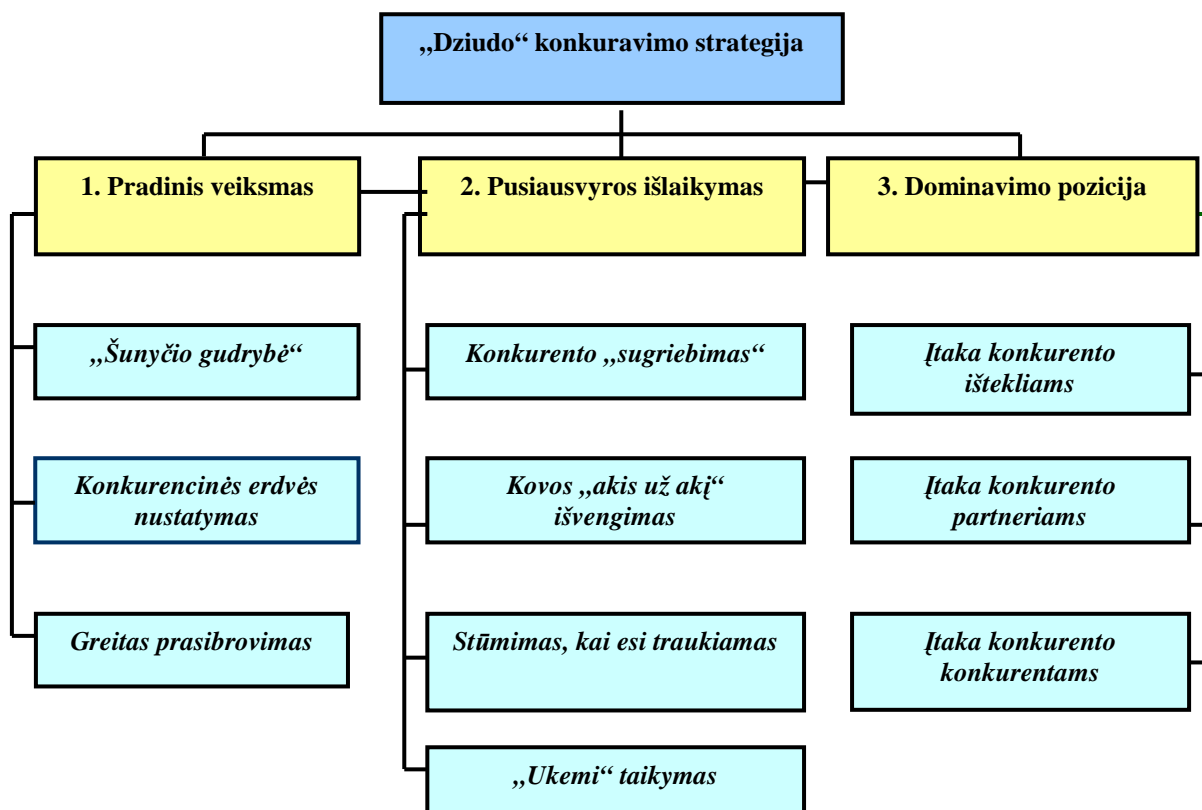 „Dziudo“ konkuravimo strategija
1. Pradinis veiksmas
2. Pusiausvyros išlaikymas
3. Dominavimo pozicija
„Šunyčio gudrybė“
Konkurencinės erdvės
nustatymas
Greitas prasibrovimas
Konkurento „sugriebimas“
Kovos „akis už akį“
išvengimas
Stūmimas, kai esi traukiamas
„Ukemi“ taikymas
Įtaka konkurento
ištekliams
Įtaka konkurento
partneriams
Įtaka konkurento
konkurentams